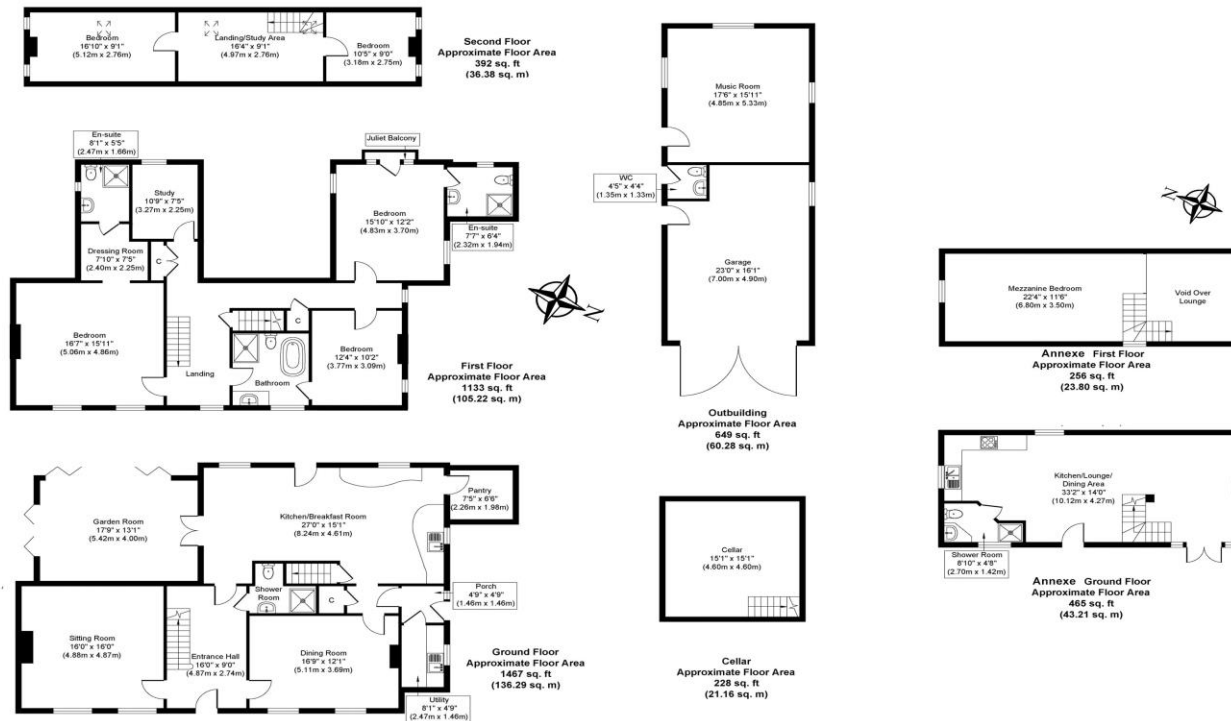 Bedroom
16'10" x 9'1"
(5.12m x 2.76m)
Landing/Study Area
16'4" x 9'1"
(4.97m x 2.76m)
Bedroom
10'5" x 9'0"
(3.18m x 2.75m)
Second Floor
Approximate Floor Area
392 sq. ft
(36.38 sq. m)
En-suite
8'1" x 5'5"
(2.47m x 1.66m)
Study
10'9" x 7'5"
(3.27m x 2.25m)
Dressing Room
7'10" x 7'5"
(2.40m x 2.25m)
C
Juliet Balcony
Bedroom
15'10" x 12'2"
(4.83m x 3.70m)
En-suite
7'7" x 6'4"
(2.32m x 1.94m)
N
Bedroom
16'7" x 15'11"
(5.06m x 4.86m)
Landing
C
Bathroom
Bedroom
12'4" x 10'2"
(3.77m x 3.09m)
First Floor
Approximate Floor Area
1133 sq. ft
(105.22 sq. m)
Garden Room
17'9" x 13'1"
(5.42m x 4.00m)
Kitchen/Breakfast Room
27'0" x 15'1"
(8.24m x 4.61m)
Pantry
7'5" x 6'6"
(2.26m x 1.98m)
Shower
Room
C
Porch
4'9" x 4'9"
(1.46m x 1.46m)
Sitting Room
16'0" x 16'0"
(4.88m x 4.87m)
Entrance Hall
16'0" x 9'0"
(4.87m x 2.74m)
Dining Room
16'9" x 12'1"
(5.11m x 3.69m)
Utility
8'1" x 4'9"
(2.47m x 1.46m)
Ground Floor
Approximate Floor Area
1467 sq. ft
(136.29 sq. m)
Music Room
17'6" x 15'11"
(4.85m x 5.33m)
WC
4'5" x 4'4"
(1.35m x 1.33m)
Garage
23'0" x 16'1"
(7.00m x 4.90m)
Outbuilding
Approximate Floor Area
649 sq. ft
(60.28 sq. m)
Cellar
15'1" x 15'1"
(4.60m x 4.60m)
Cellar
Approximate Floor Area
228 sq. ft
(21.16 sq. m)
N
Mezzanine Bedroom
22'4" x 11'6"
(6.80m x 3.50m)
Void Over
Lounge
Annexe First Floor
Approximate Floor Area
256 sq. ft
(23.80 sq. m)
Kitchen/Lounge/
Dining Area
33'2" x 14'0"
(10.12m x 4.27m)
Shower Room
8'10" x 4'8"
(2.70m x 1.42m)
Annexe Ground Floor
Approximate Floor Area
465 sq. ft
(43.21 sq. m)